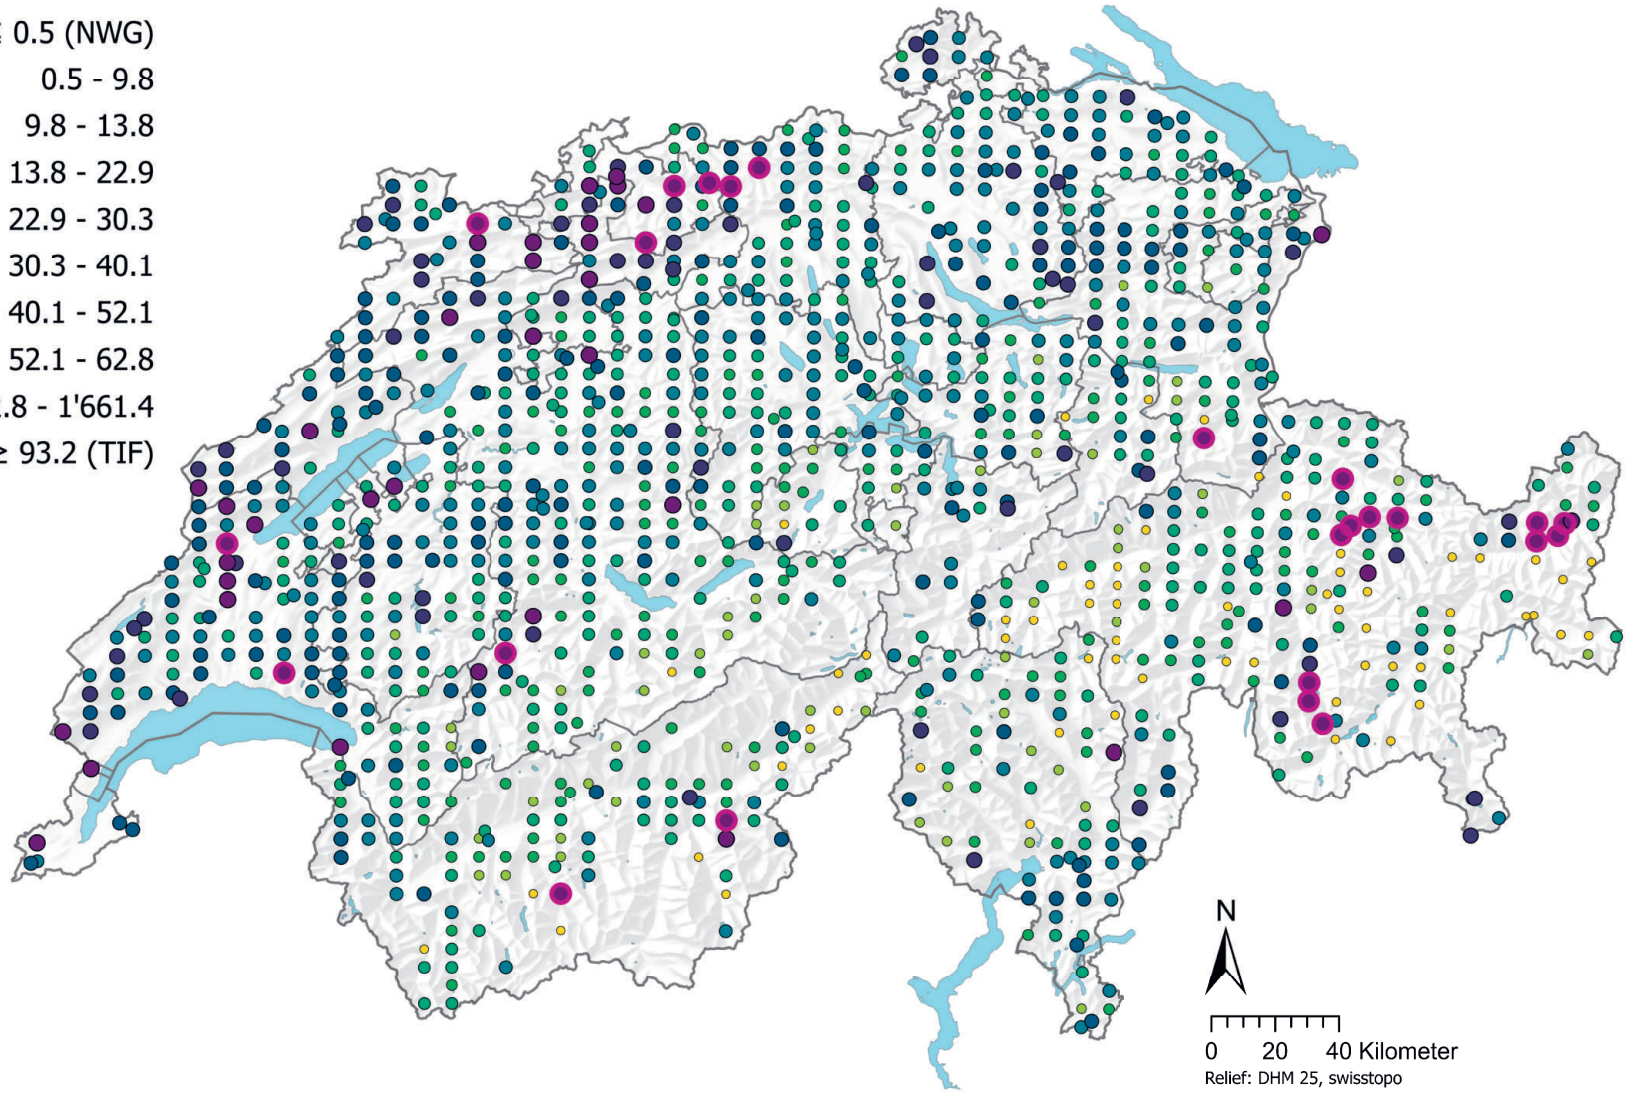 0.5 (NWG)
0.5 - 9.8
9.8 - 13.8
13.8 - 22.9
22.9 - 30.3
30.3 - 40.1
40.1 - 52.1
52.1 - 62.8
.8 - 1'661.4
≥ 93.2 (TIF)
N
0 20 40 Kilometer
Relief: DHM 25, swisstopo